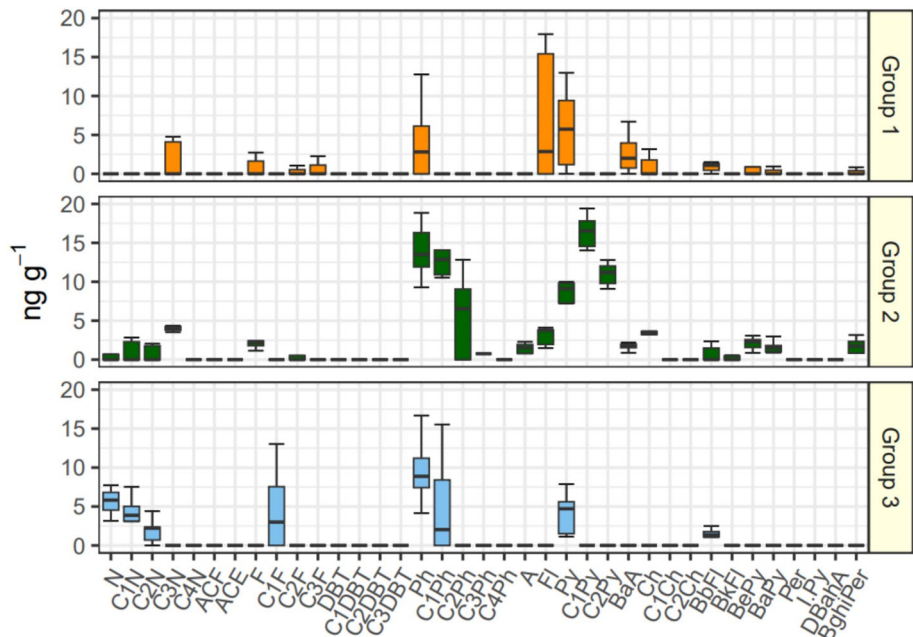 ng g⁻¹
20
15
10
5
0
Group 1
20
15
10
5
0
Group 2
20
15
10
5
0
Group 3
N
C1N
C2N
C3N
C4N
ACF
ACE
F
C1F
C2F
C3F
DBT
C1DBT
C2DBT
C3DBT
Ph
C1Ph
C2Ph
C3Ph
C4Ph
A
Fl
Py
C1Py
C2Py
BaA
Ch
C1Ch
C2Ch
BbFl
BkFl
BePy
BaPy
Per
I.Py
DBahA
BghiPer